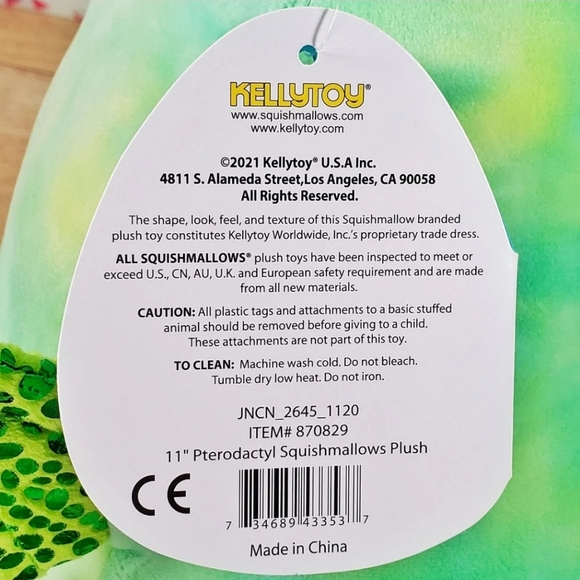 KELLYTOY®
www.squishmallows.com
www.kellytoy.com
©2021 Kellytoy® U.S.A Inc.
4811 S. Alameda Street,Los Angeles, CA 90058
All Rights Reserved.
The shape, look, feel, and texture of this Squishmallow branded
plush toy constitutes Kellytoy Worldwide, Inc.'s proprietary trade dress.
ALL SQUISHMALLOWS® plush toys have been inspected to meet or
exceed U.S., CN, AU, U.K. and European safety requirement and are made
from all new materials.
CAUTION: All plastic tags and attachments to a basic stuffed
animal should be removed before giving to a child.
These attachments are not part of this toy.
TO CLEAN: Machine wash cold. Do not bleach.
Tumble dry low heat. Do not iron.
JNCN_2645_1120
ITEM# 870829
11" Pterodactyl Squishmallows Plush
CE
7 34689 43353 7
Made in China